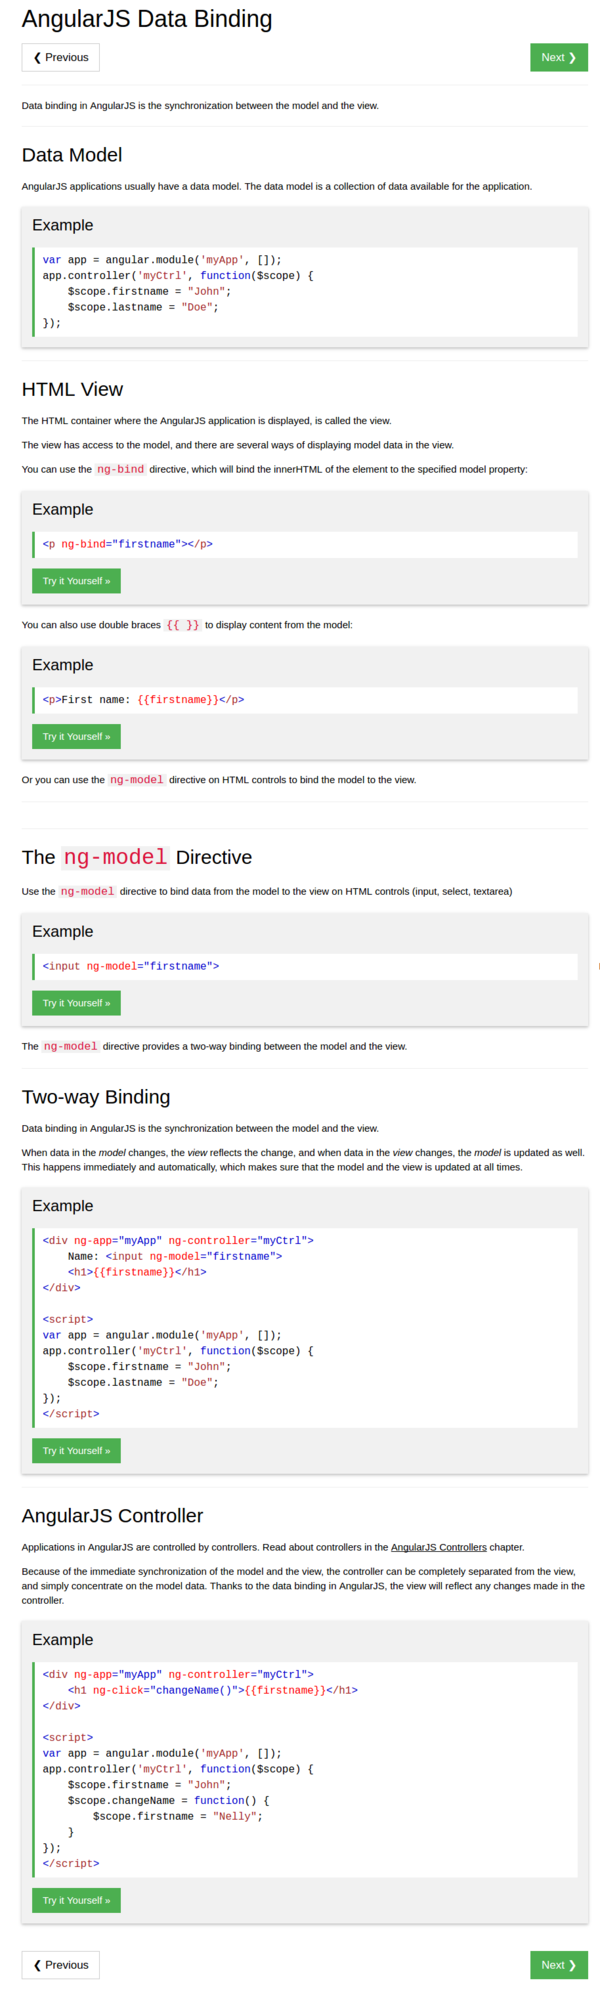 AngularJS Data Binding
❮ Previous
Next ❯
Data binding in AngularJS is the synchronization between the model and the view.
Data Model
AngularJS applications usually have a data model. The data model is a collection of data available for the application.
Example
var app = angular.module('myApp', []);
app.controller('myCtrl', function($scope) {
    $scope.firstname = "John";
    $scope.lastname = "Doe";
});
HTML View
The HTML container where the AngularJS application is displayed, is called the view.
The view has access to the model, and there are several ways of displaying model data in the view.
You can use the ng-bind directive, which will bind the innerHTML of the element to the specified model property:
Example
<p ng-bind="firstname"></p>
Try it Yourself »
You can also use double braces {{ }} to display content from the model:
Example
<p>First name: {{firstname}}</p>
Try it Yourself »
Or you can use the ng-model directive on HTML controls to bind the model to the view.
The ng-model Directive
Use the ng-model directive to bind data from the model to the view on HTML controls (input, select, textarea)
Example
<input ng-model="firstname">
Try it Yourself »
The ng-model directive provides a two-way binding between the model and the view.
Two-way Binding
Data binding in AngularJS is the synchronization between the model and the view.
When data in the model changes, the view reflects the change, and when data in the view changes, the model is updated as well.
This happens immediately and automatically, which makes sure that the model and the view is updated at all times.
Example
<div ng-app="myApp" ng-controller="myCtrl">
    Name: <input ng-model="firstname">
    <h1>{{firstname}}</h1>
</div>
<script>
var app = angular.module('myApp', []);
app.controller('myCtrl', function($scope) {
    $scope.firstname = "John";
    $scope.lastname = "Doe";
});
</script>
Try it Yourself »
AngularJS Controller
Applications in AngularJS are controlled by controllers. Read about controllers in the AngularJS Controllers chapter.
Because of the immediate synchronization of the model and the view, the controller can be completely separated from the view,
and simply concentrate on the model data. Thanks to the data binding in AngularJS, the view will reflect any changes made in the
controller.
Example
<div ng-app="myApp" ng-controller="myCtrl">
    <h1 ng-click="changeName()">{{firstname}}</h1>
</div>
<script>
var app = angular.module('myApp', []);
app.controller('myCtrl', function($scope) {
    $scope.firstname = "John";
    $scope.changeName = function() {
        $scope.firstname = "Nelly";
    }
});
</script>
Try it Yourself »
❮ Previous
Next ❯